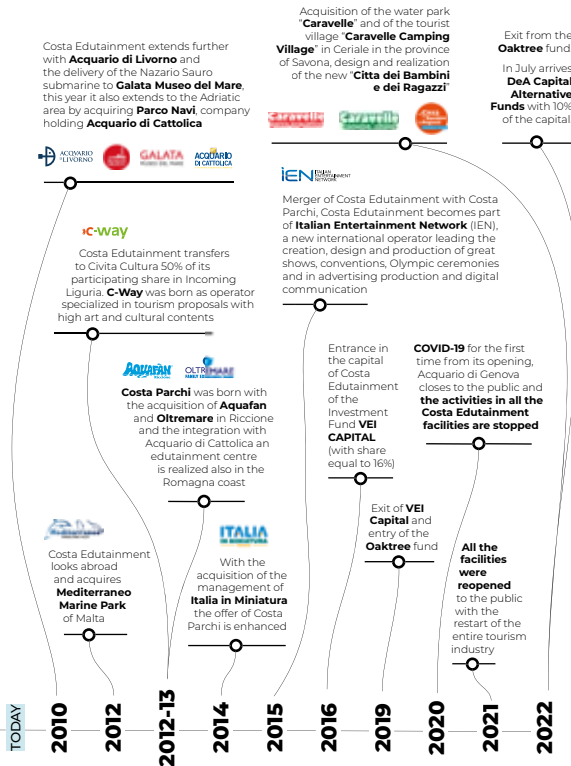 Costa Edutainment extends further
with Acquario di Livorno and
the delivery of the Nazario Sauro
submarine to Galata Museo del Mare,
this year it also extends to the Adriatic
area by acquiring Parco Navi, company
holding Acquario di Cattolica
ACQVARIO
DI LIVORNO
GALATA
MUSEO DEL MARE
ACQUARIO
DI CATTOLICA
Acquisition of the water park
"Caravelle" and of the tourist
village "Caravelle Camping
Village" in Ceriale in the province
of Savona, design and realization
of the new "Citta dei Bambini
e dei Ragazzi"
Caravelle
Caravelle
Exit from the
Oaktree fund
In July arrives
DeA Capital
Alternative
Funds with 10%
of the capital
c-way
Costa Edutainment transfers
to Civita Cultura 50% of its
participating share in Incoming
Liguria. C-Way was born as operator
specialized in tourism proposals with
high art and cultural contents
iEN ITALIAN
ENTERTAINMENT
NETWORK
Merger of Costa Edutainment with Costa
Parchi, Costa Edutainment becomes part
of Italian Entertainment Network (IEN),
a new international operator leading the
creation, design and production of great
shows, conventions, Olympic ceremonies
and in advertising production and digital
communication
AQUAFAN
OLTREMARE
Costa Parchi was born with
the acquisition of Aquafan
and Oltremare in Riccione
and the integration with
Acquario di Cattolica an
edutainment centre
is realized also in the
Romagna coast
Entrance in
the capital
of Costa
Edutainment
of the
Investment
Fund VEI
CAPITAL
(with share
equal to 16%)
COVID-19 for the first
time from its opening,
Acquario di Genova
closes to the public and
the activities in all the
Costa Edutainment
facilities are stopped
Mediterraneo
Costa Edutainment
looks abroad
and acquires
Mediterraneo
Marine Park
of Malta
ITALIA
IN MINIATURA
With the
acquisition of the
management of
Italia in Miniatura
the offer of Costa
Parchi is enhanced
Exit of VEI
Capital and
entry of the
Oaktree fund
All the
facilities
were
reopened
to the public
with the
restart of the
entire tourism
industry
TODAY
2010
2012
2012-13
2014
2015
2016
2019
2020
2021
2022